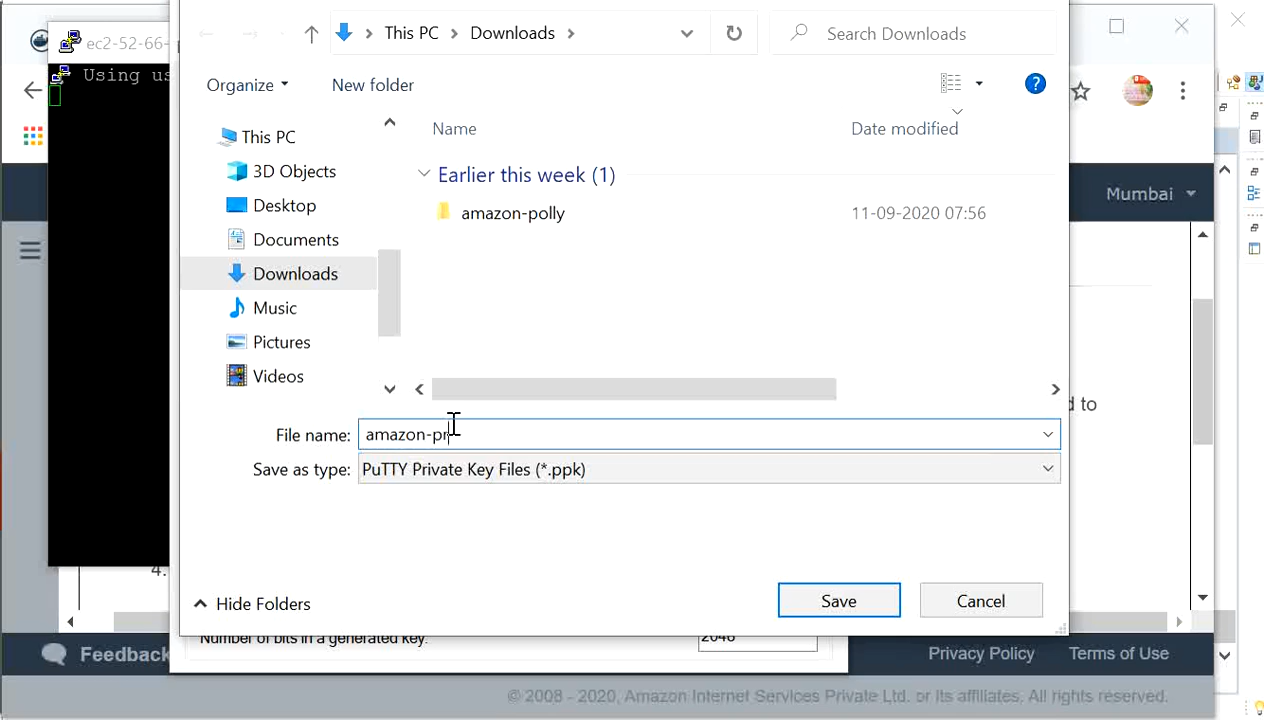 ec2-52-66-
Using us
This PC
Downloads
Search Downloads
Organize
New folder
Name
Date modified
This PC
3D Objects
Desktop
Documents
Downloads
Music
Pictures
Videos
Earlier this week (1)
amazon-polly
11-09-2020 07:56
Mumbai
d to
File name:
amazon-pr
Save as type:
PuTTY Private Key Files (*.ppk)
4.
Hide Folders
Save
Cancel
Number of bits in a generated key:
2048
Feedback
Privacy Policy
Terms of Use
© 2008 - 2020, Amazon Internet Services Private Ltd. or its affiliates. All rights reserved.